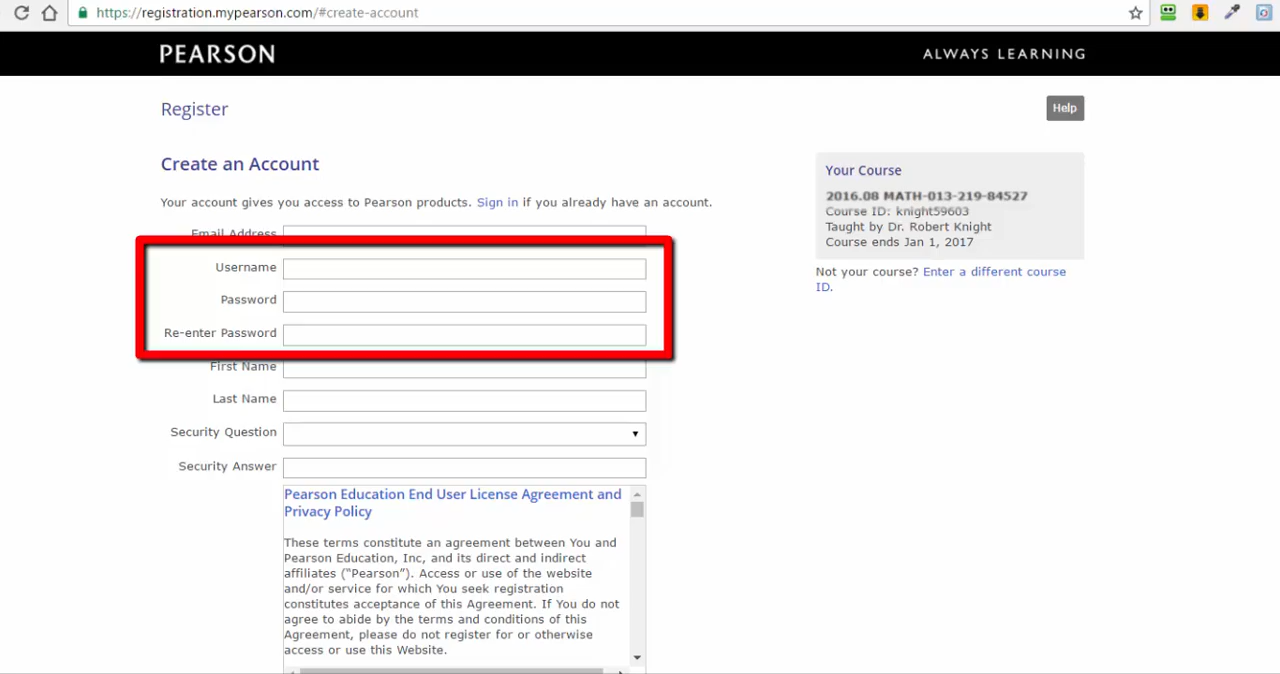 https://registration.mypearson.com/#create-account
PEARSON
ALWAYS LEARNING
Register
Help
Create an Account
Your account gives you access to Pearson products. Sign in if you already have an account.
Email Address
Username
Password
Re-enter Password
First Name
Last Name
Security Question
Security Answer
Pearson Education End User License Agreement and
Privacy Policy
These terms constitute an agreement between You and
Pearson Education, Inc, and its direct and indirect
affiliates (“Pearson”). Access or use of the website
and/or service for which You seek registration
constitutes acceptance of this Agreement. If You do not
agree to abide by the terms and conditions of this
Agreement, please do not register for or otherwise
access or use this Website.
Your Course
2016.08 MATH-013-219-84527
Course ID: knight59603
Taught by Dr. Robert Knight
Course ends Jan 1, 2017
Not your course? Enter a different course
ID.